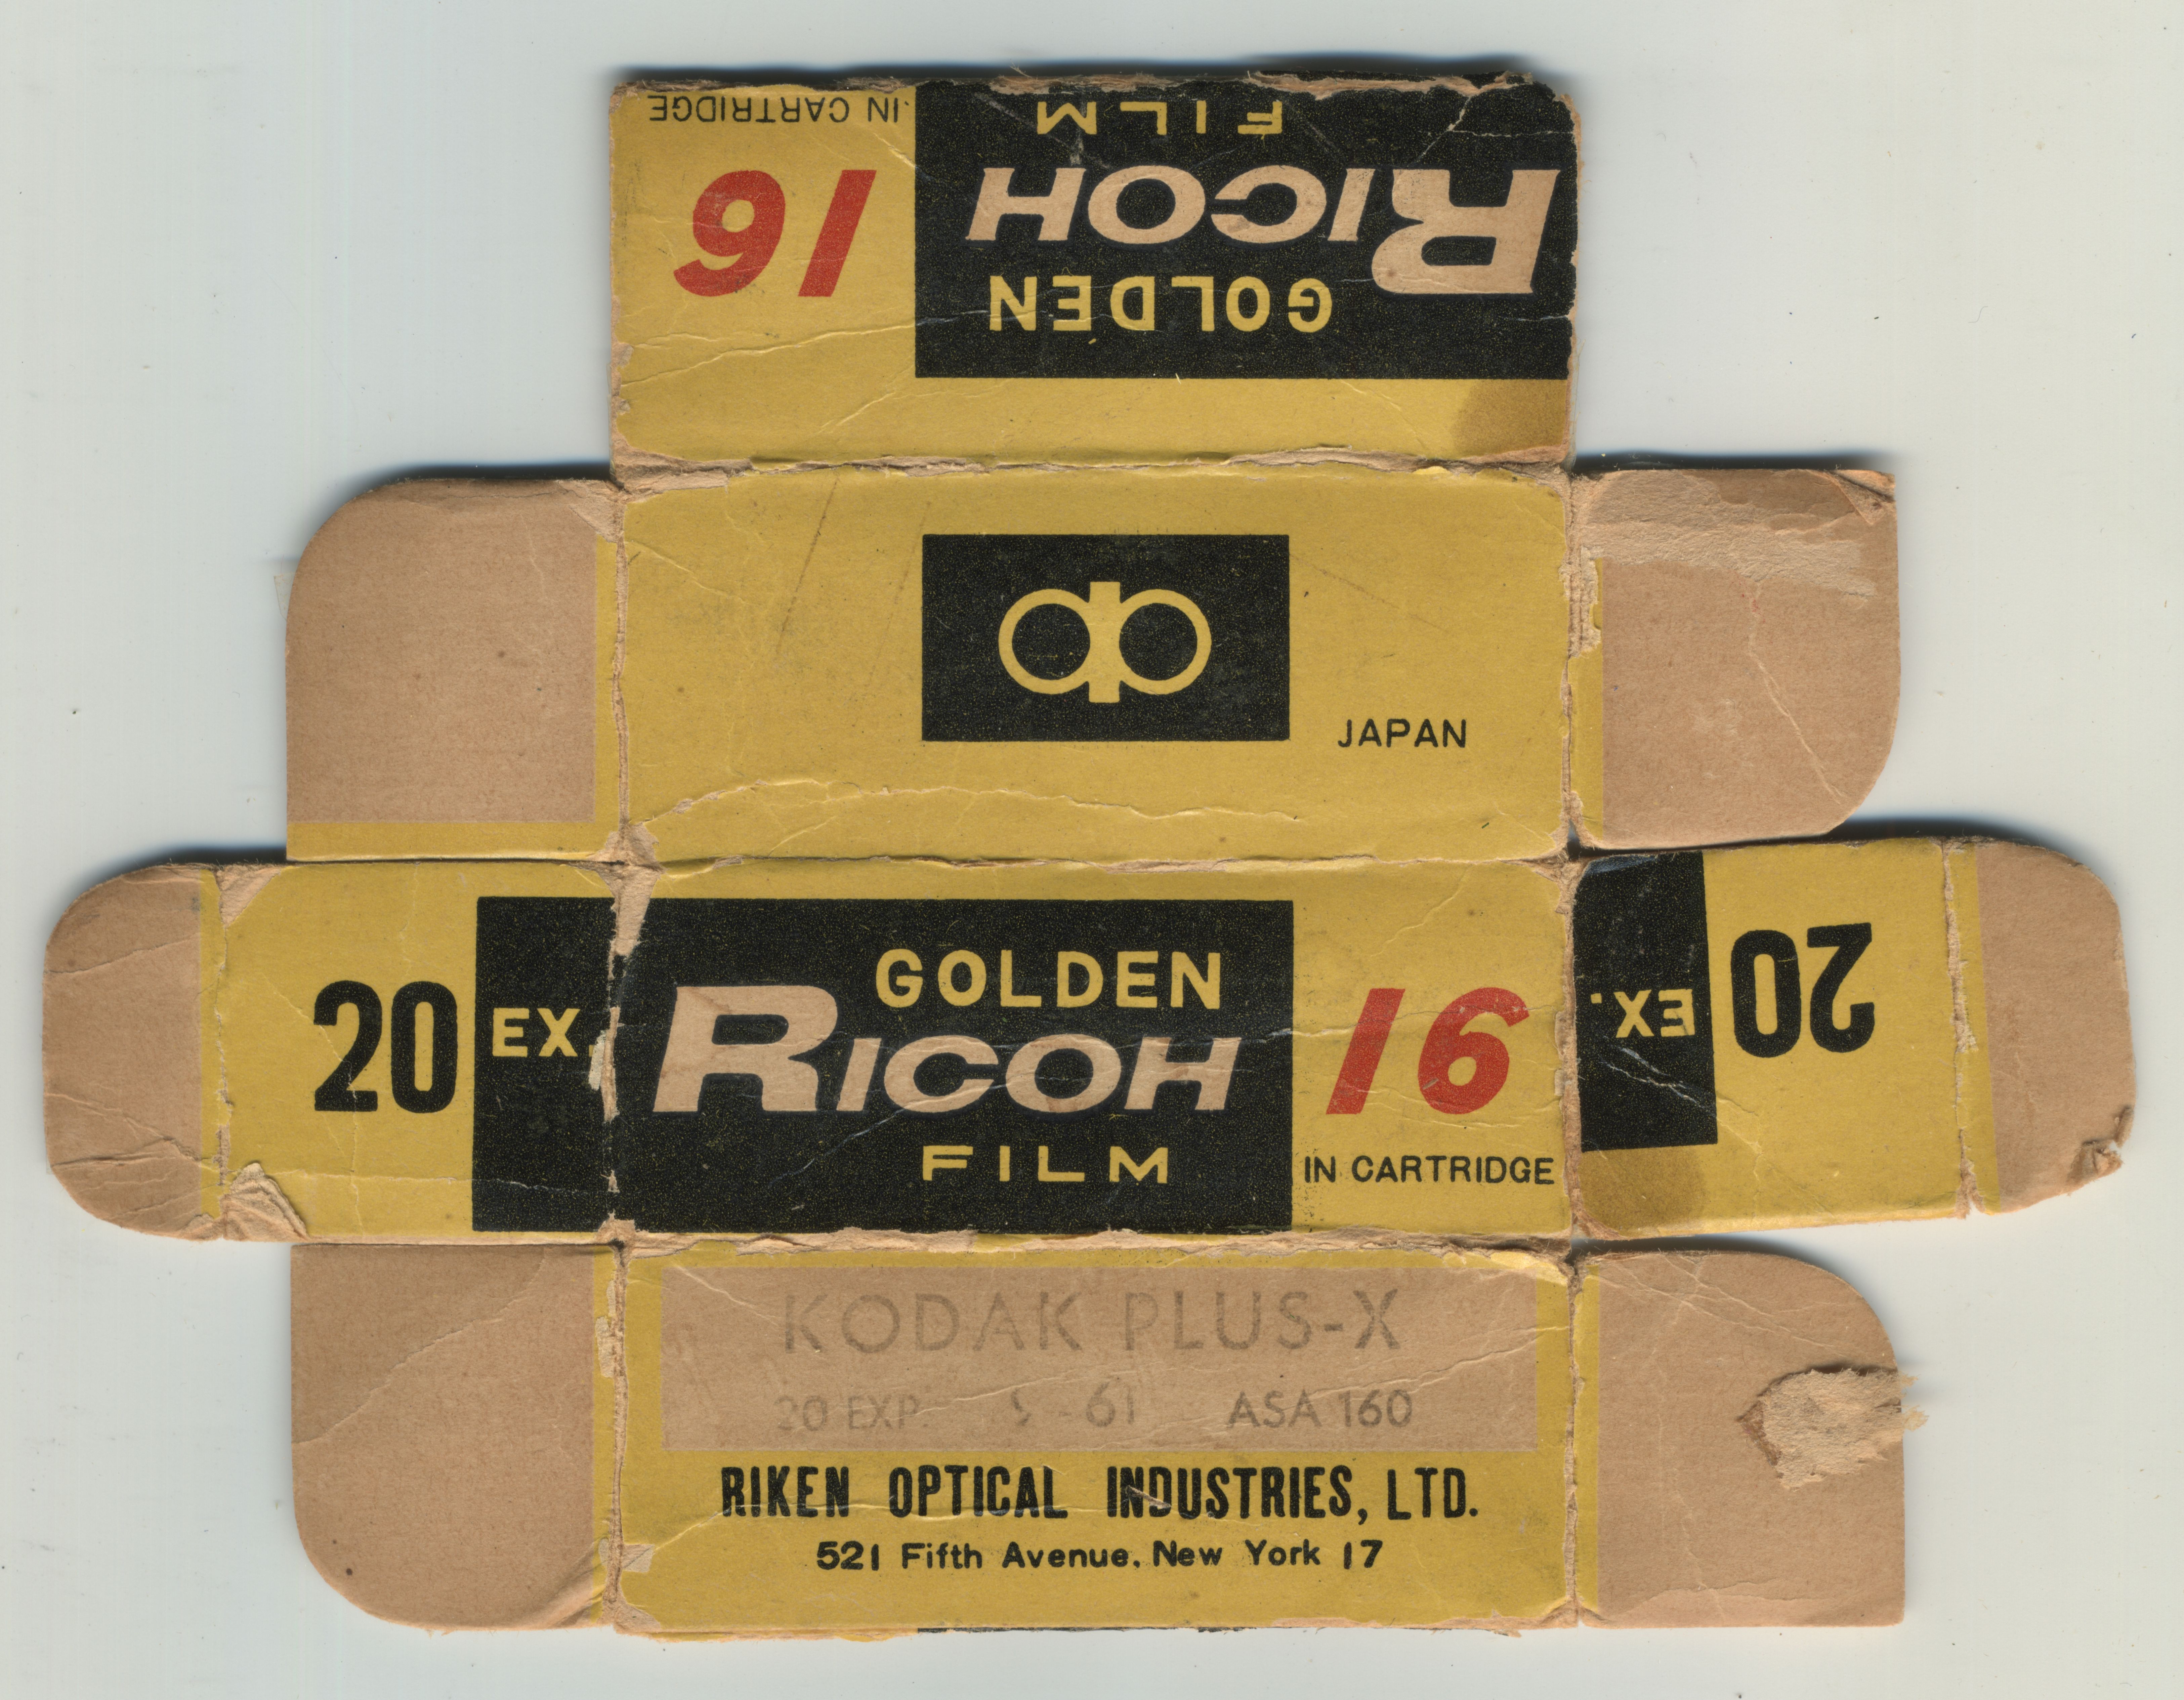 IN CARTRIDGE
FILM
16
RICOH
GOLDEN
JAPAN
20 EX.
GOLDEN
RICOH
FILM
16
IN CARTRIDGE
20 EX.
KODAK PLUS-X
20 EXP. 61 ASA 160
RIKEN OPTICAL INDUSTRIES, LTD.
521 Fifth Avenue, New York 17